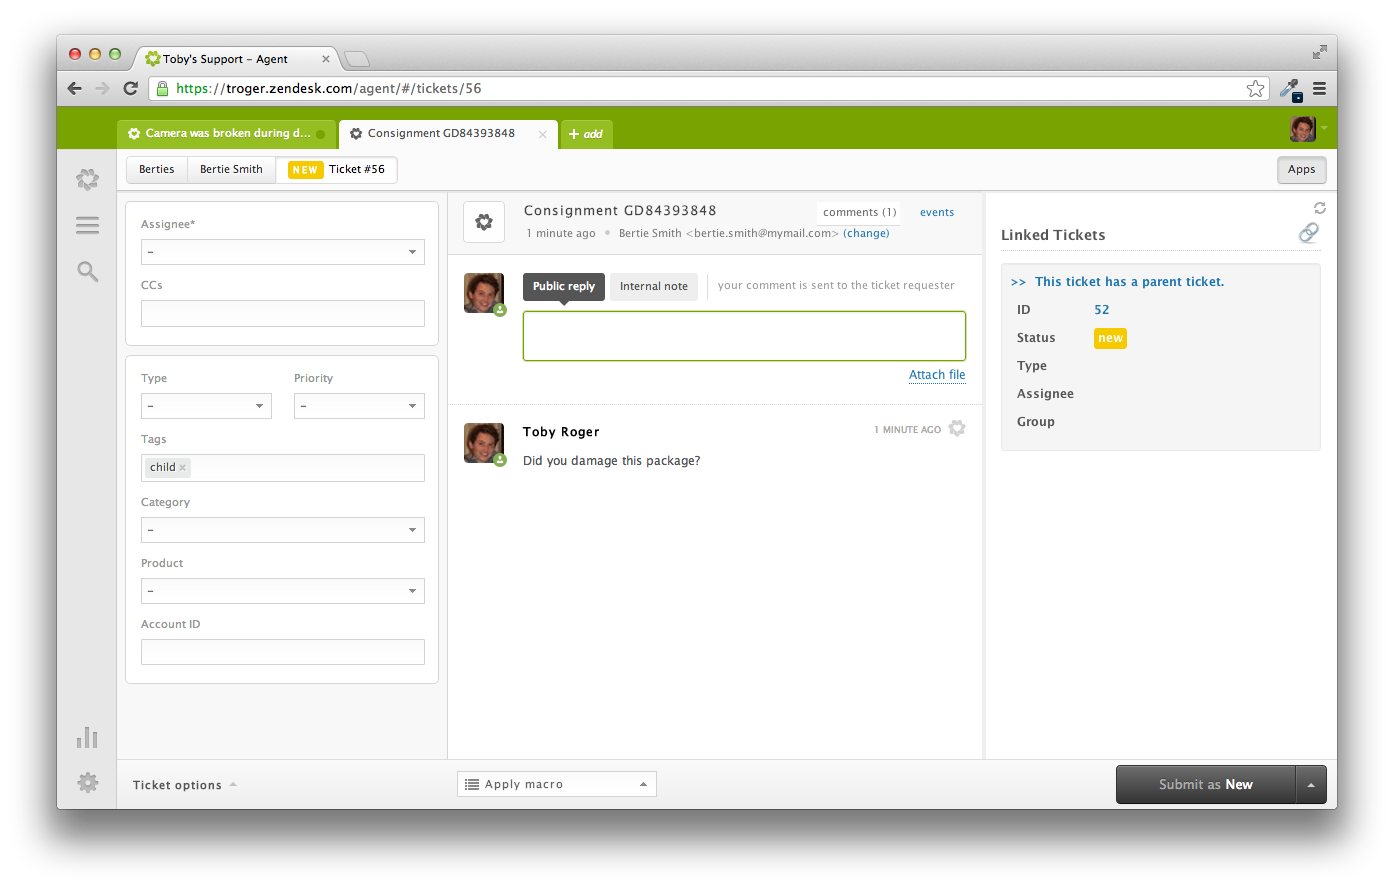 Toby's Support – Agent
https://troger.zendesk.com/agent/#/tickets/56
Camera was broken during d...
Consignment GD84393848
+ add
Berties
Bertie Smith
NEW Ticket #56
Apps
Assignee*
–
CCs
Type
Priority
–
–
Tags
child ×
Category
–
Product
–
Account ID
Consignment GD84393848
comments (1)
events
1 minute ago
Bertie Smith <bertie.smith@mymail.com> (change)
Public reply
Internal note
your comment is sent to the ticket requester
Attach file
Toby Roger
1 MINUTE AGO
Did you damage this package?
Linked Tickets
>> This ticket has a parent ticket.
ID 52
Status new
Type
Assignee
Group
Ticket options
Apply macro
Submit as New